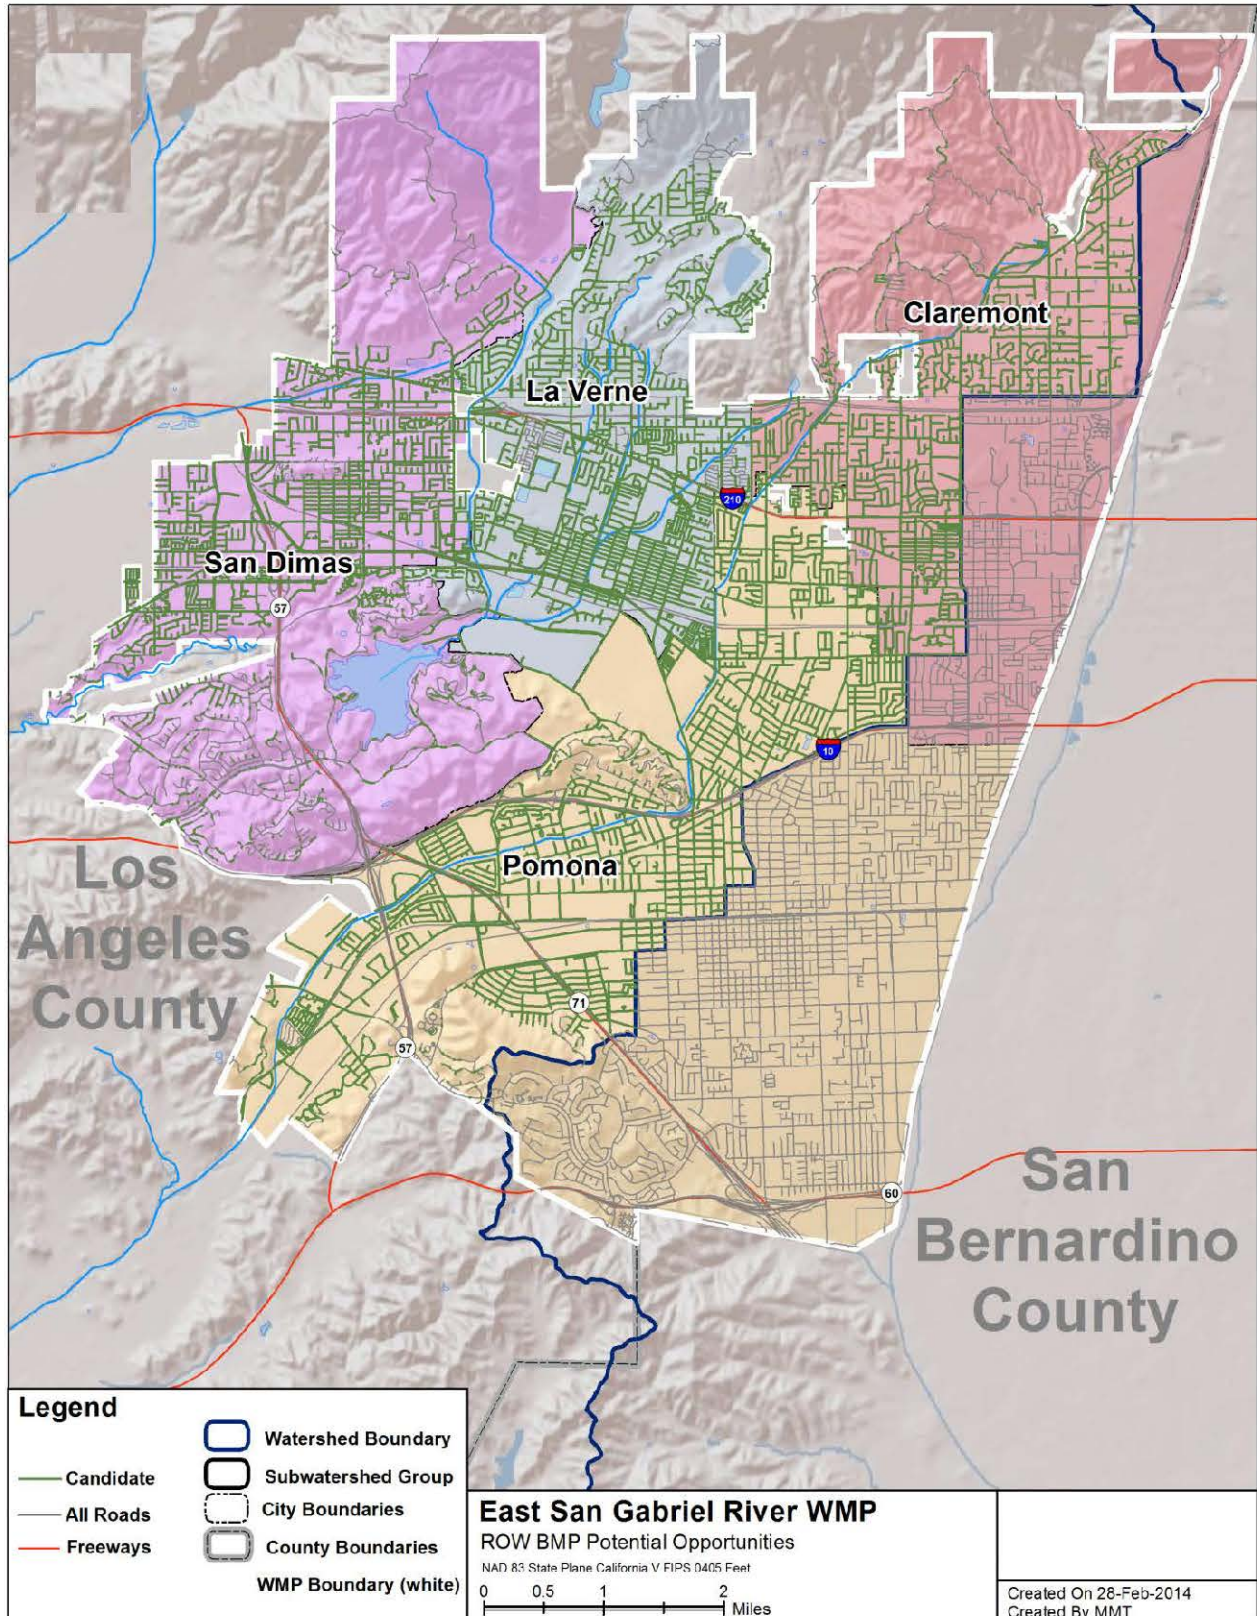 Claremont
La Verne
210
San Dimas
57
10
Pomona
Los
Angeles
County
71
57
San
Bernardino
County
60
Legend
Candidate
All Roads
Freeways
Watershed Boundary
Subwatershed Group
City Boundaries
County Boundaries
WMP Boundary (white)
East San Gabriel River WMP
ROW BMP Potential Opportunities
NAD 83 State Plane California V FIPS 0405 Feet
0 0.5 1 2
Miles
Created On 28-Feb-2014
Created By MMT